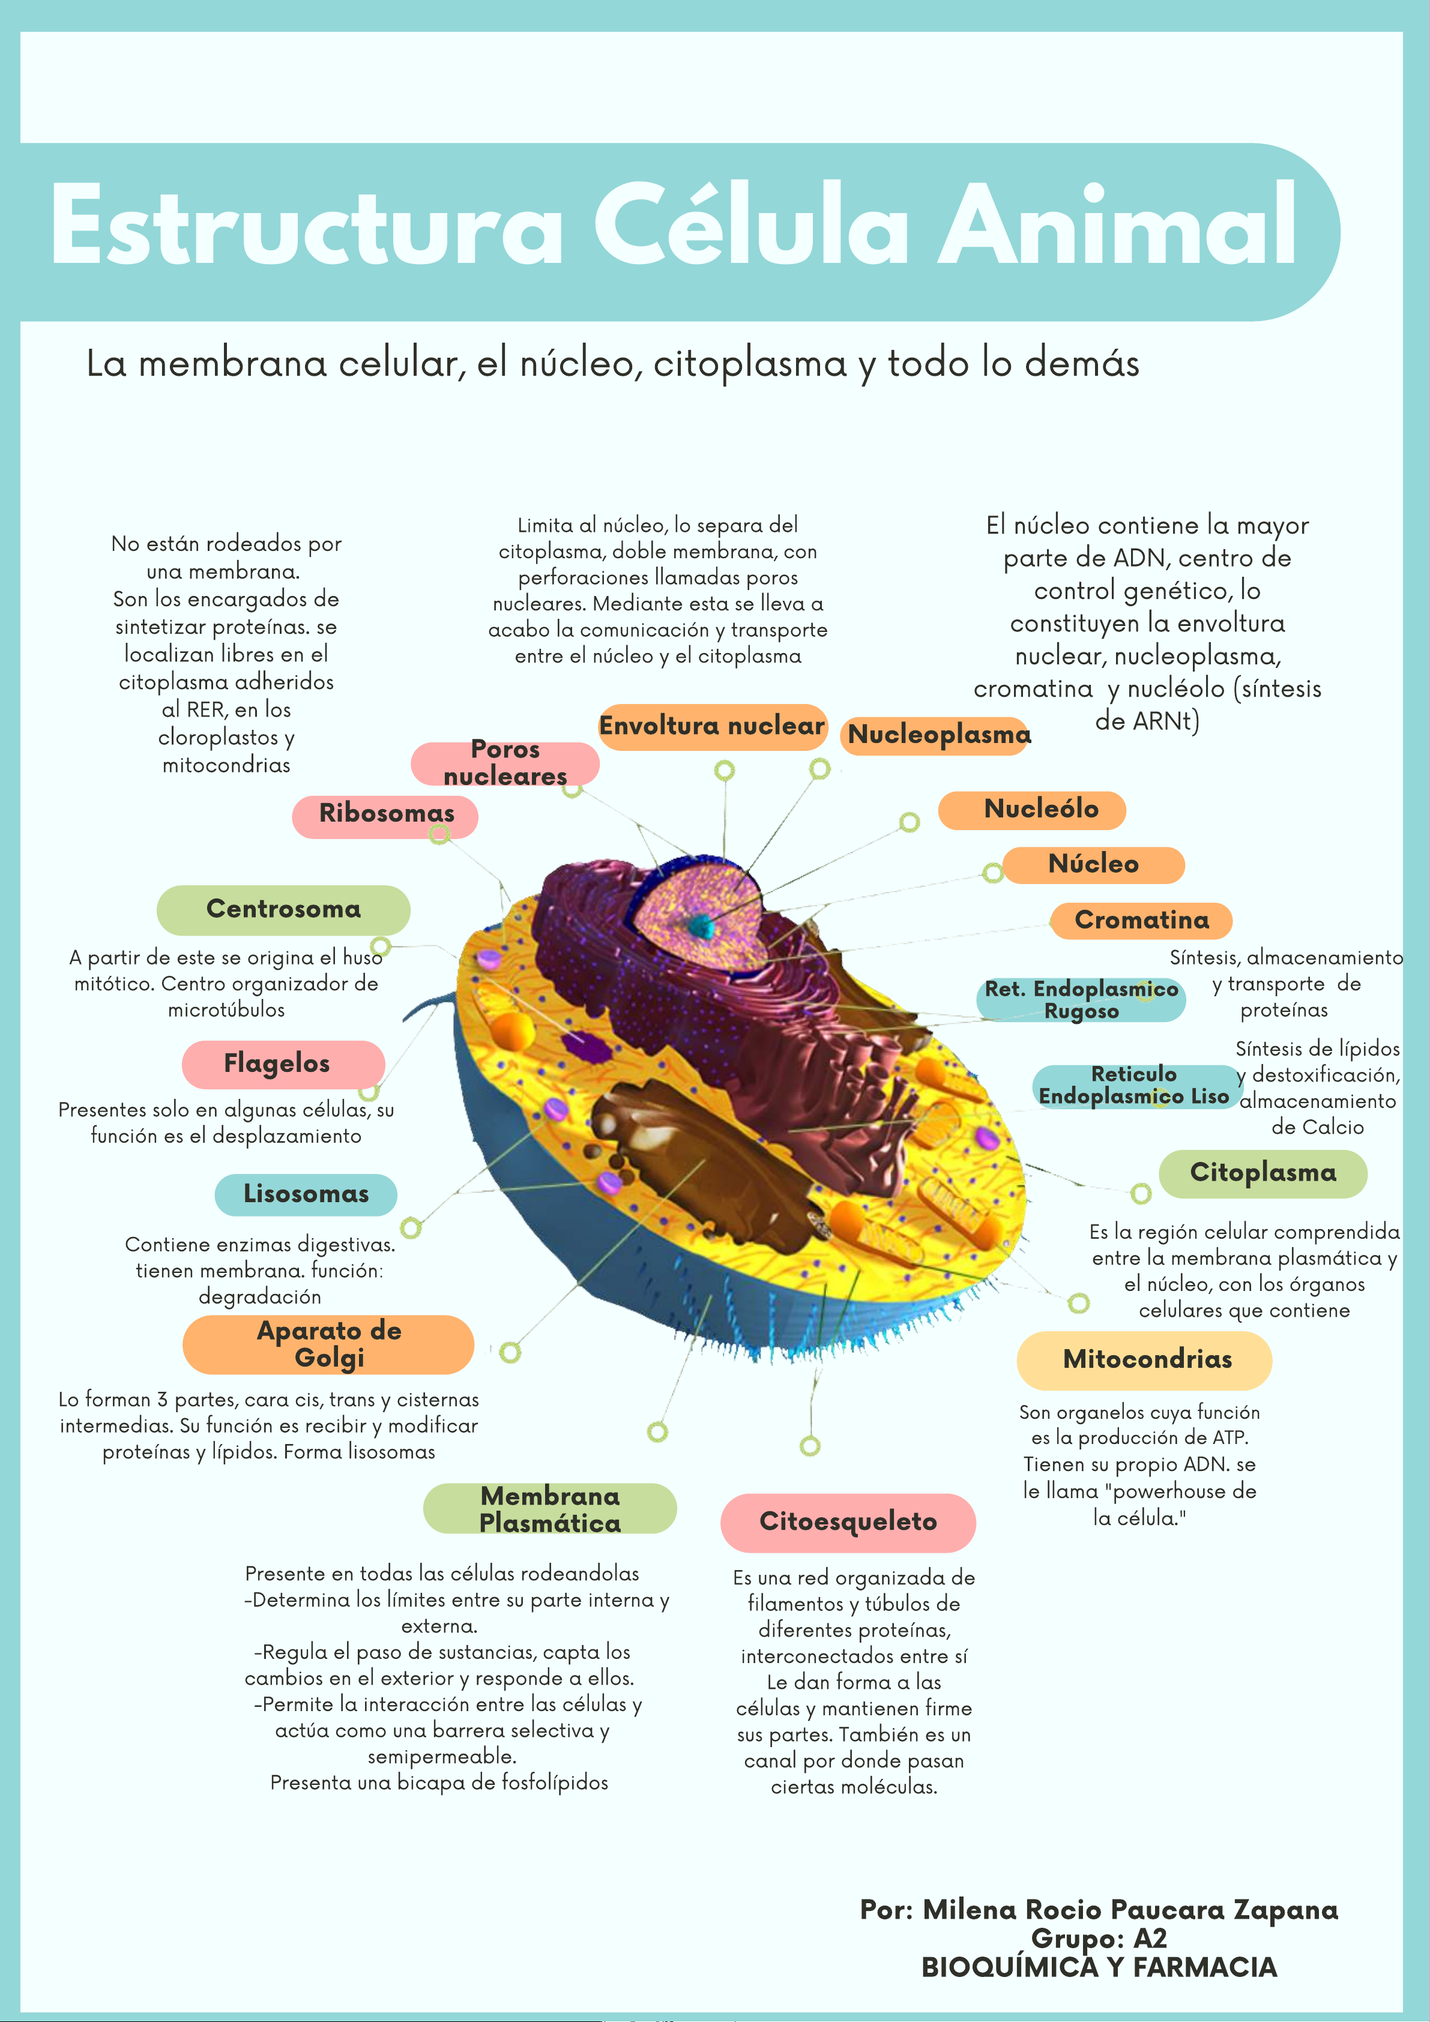 Estructura Célula Animal
La membrana celular, el núcleo, citoplasma y todo lo demás
No están rodeados por
una membrana.
Son los encargados de
sintetizar proteínas. se
localizan libres en el
citoplasma adheridos
al RER, en los
cloroplastos y
mitocondrias
Limita al núcleo, lo separa del
citoplasma, doble membrana, con
perforaciones llamadas poros
nucleares. Mediante esta se lleva a
acabo la comunicación y transporte
entre el núcleo y el citoplasma
El núcleo contiene la mayor
parte de ADN, centro de
control genético, lo
constituyen la envoltura
nuclear, nucleoplasma,
cromatina y nucléolo (síntesis
de ARNt)
Envoltura nuclear
Nucleoplasma
Poros
nucleares
Ribosomas
Nucleólo
Núcleo
Centrosoma
Cromatina
A partir de este se origina el huso
mitótico. Centro organizador de
microtúbulos
Síntesis, almacenamiento
y transporte de
proteínas
Ret. Endoplasmico
Rugoso
Flagelos
Presentes solo en algunas células, su
función es el desplazamiento
Reticulo
Endoplasmico Liso
Síntesis de lípidos
y destoxificación,
almacenamiento
de Calcio
Lisosomas
Contiene enzimas digestivas.
tienen membrana. función:
degradación
Citoplasma
Es la región celular comprendida
entre la membrana plasmática y
el núcleo, con los órganos
celulares que contiene
Aparato de
Golgi
Lo forman 3 partes, cara cis, trans y cisternas
intermedias. Su función es recibir y modificar
proteínas y lípidos. Forma lisosomas
Mitocondrias
Son organelos cuya función
es la producción de ATP.
Tienen su propio ADN. se
le llama "powerhouse de
la célula."
Membrana
Plasmática
Presente en todas las células rodeandolas
-Determina los límites entre su parte interna y
externa.
-Regula el paso de sustancias, capta los
cambios en el exterior y responde a ellos.
-Permite la interacción entre las células y
actúa como una barrera selectiva y
semipermeable.
Presenta una bicapa de fosfolípidos
Citoesqueleto
Es una red organizada de
filamentos y túbulos de
diferentes proteínas,
interconectados entre sí
Le dan forma a las
células y mantienen firme
sus partes. También es un
canal por donde pasan
ciertas moléculas.
Por: Milena Rocio Paucara Zapana
Grupo: A2
BIOQUÍMICA Y FARMACIA